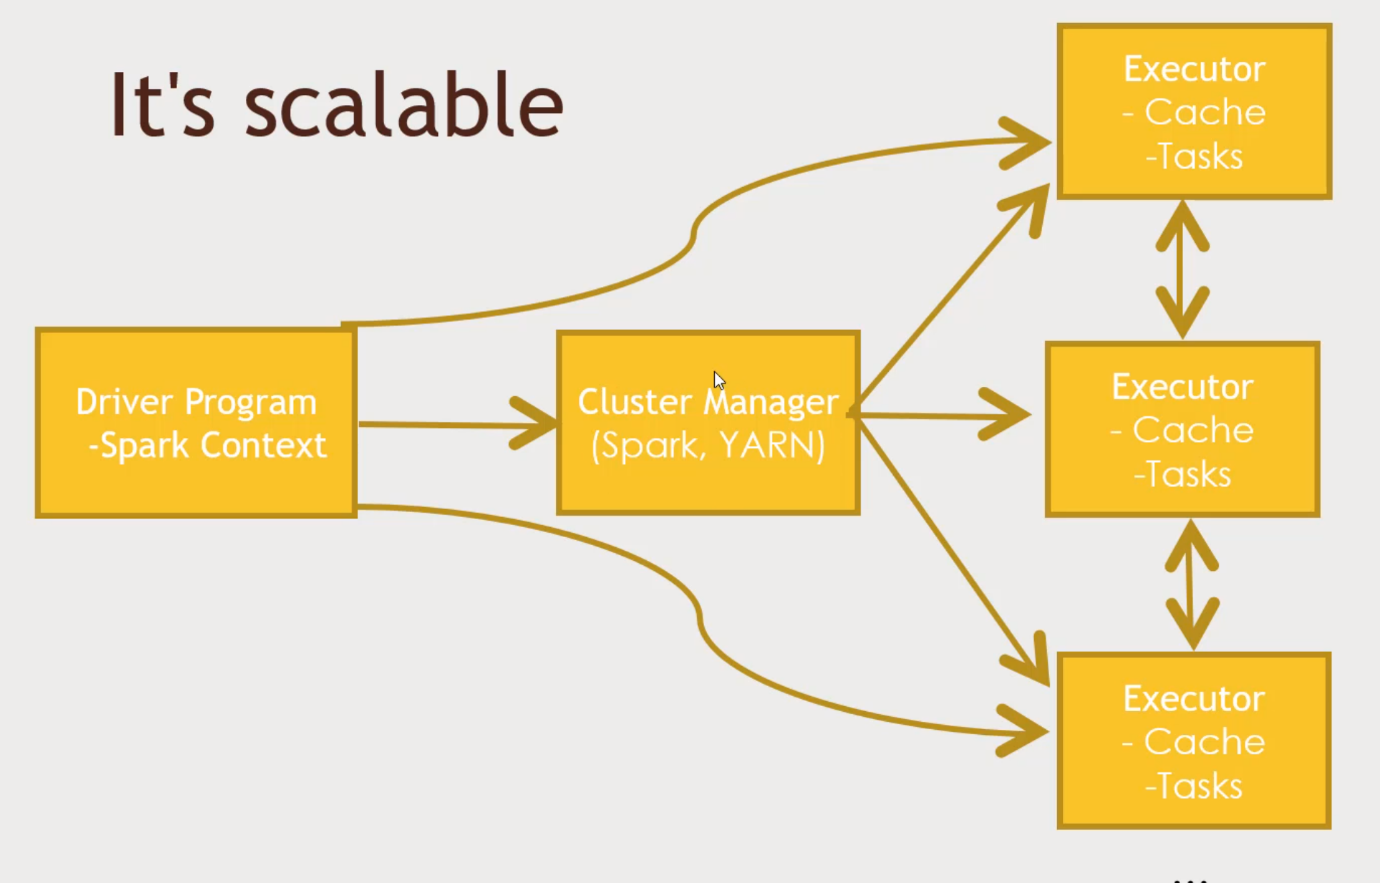 It's scalable
Executor
- Cache
-Tasks
Driver Program
-Spark Context
Cluster Manager
(Spark, YARN)
Executor
- Cache
-Tasks
Executor
- Cache
-Tasks
...